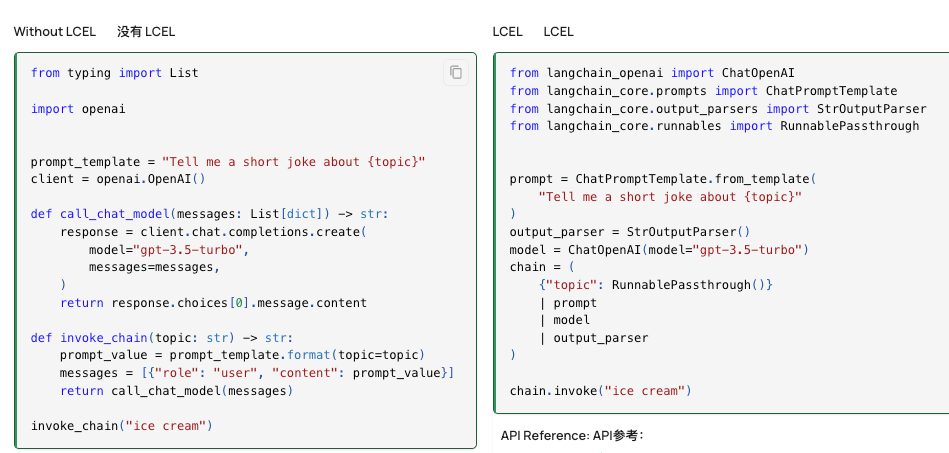 Without LCEL 没有 LCEL
from typing import List
import openai
prompt_template = "Tell me a short joke about {topic}"
client = openai.OpenAI()
def call_chat_model(messages: List[dict]) -> str:
    response = client.chat.completions.create(
        model="gpt-3.5-turbo",
        messages=messages,
    )
    return response.choices[0].message.content
def invoke_chain(topic: str) -> str:
    prompt_value = prompt_template.format(topic=topic)
    messages = [{"role": "user", "content": prompt_value}]
    return call_chat_model(messages)
invoke_chain("ice cream")
LCEL LCEL
from langchain_openai import ChatOpenAI
from langchain_core.prompts import ChatPromptTemplate
from langchain_core.output_parsers import StrOutputParser
from langchain_core.runnables import RunnablePassthrough
prompt = ChatPromptTemplate.from_template(
    "Tell me a short joke about {topic}"
)
output_parser = StrOutputParser()
model = ChatOpenAI(model="gpt-3.5-turbo")
chain = (
    {"topic": RunnablePassthrough()}
    | prompt
    | model
    | output_parser
)
chain.invoke("ice cream")
API Reference: API参考：